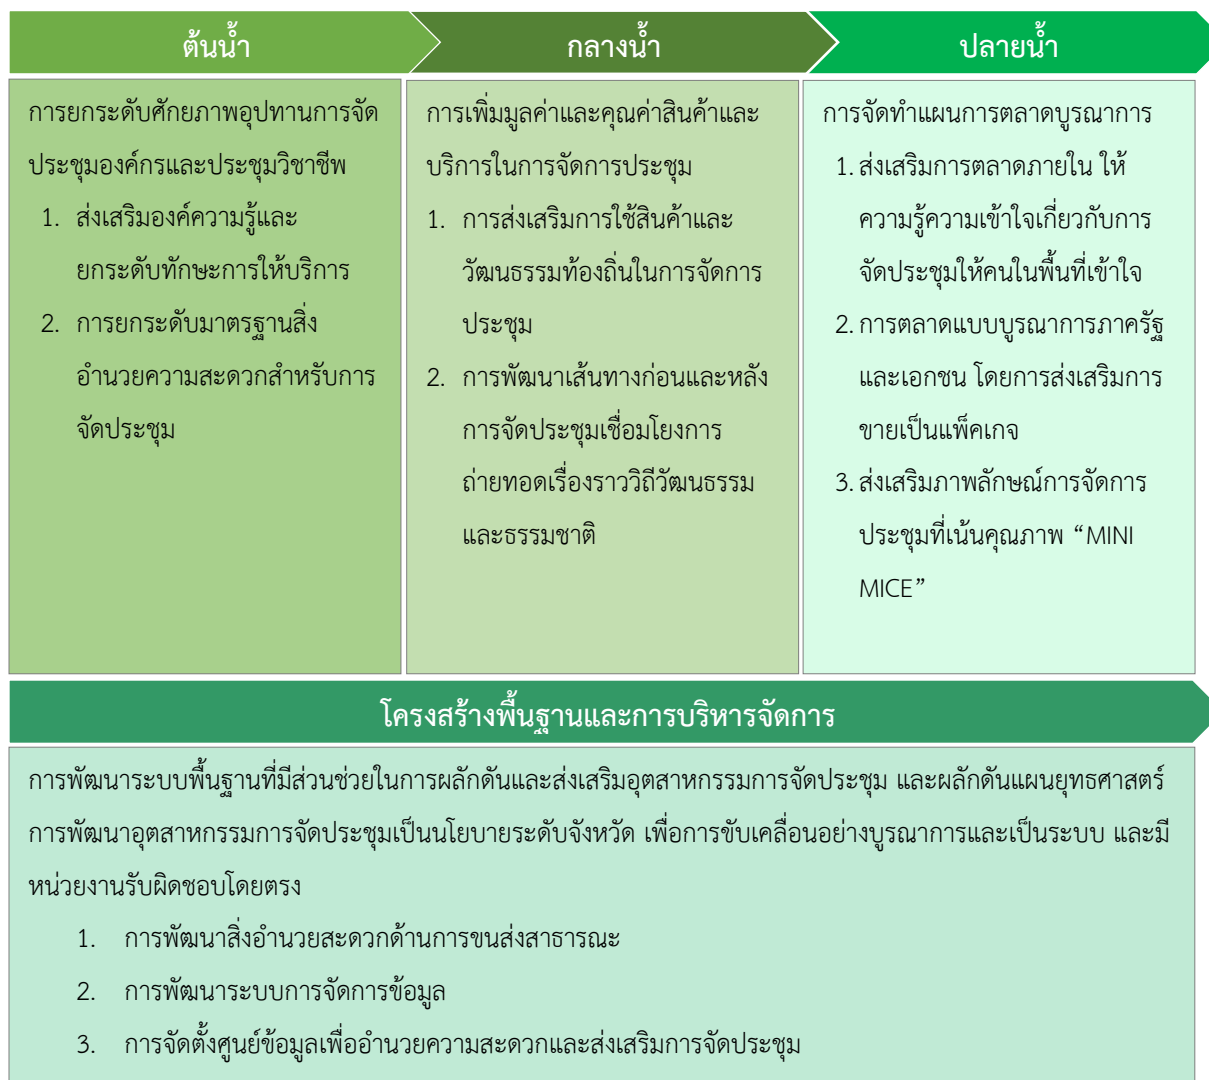 ต้นน้ำ
กลางน้ำ
ปลายน้ำ
การยกระดับศักยภาพอุปทานการจัด
ประชุมองค์กรและประชุมวิชาชีพ
1. ส่งเสริมองค์ความรู้และ
ยกระดับทักษะการให้บริการ
2. การยกระดับมาตรฐานสิ่ง
อำนวยความสะดวกสำหรับการ
จัดประชุม
การเพิ่มมูลค่าและคุณค่าสินค้าและ
บริการในการจัดการประชุม
1. การส่งเสริมการใช้สินค้าและ
วัฒนธรรมท้องถิ่นในการจัดการ
ประชุม
2. การพัฒนาเส้นทางก่อนและหลัง
การจัดประชุมเชื่อมโยงการ
ถ่ายทอดเรื่องราววิถีวัฒนธรรม
และธรรมชาติ
การจัดทำแผนการตลาดบูรณาการ
1. ส่งเสริมการตลาดภายใน ให้
ความรู้ความเข้าใจเกี่ยวกับการ
จัดประชุมให้คนในพื้นที่เข้าใจ
2. การตลาดแบบบูรณาการภาครัฐ
และเอกชน โดยการส่งเสริมการ
ขายเป็นแพ็คเกจ
3. ส่งเสริมภาพลักษณ์การจัดการ
ประชุมที่เน้นคุณภาพ “MINI
MICE”
โครงสร้างพื้นฐานและการบริหารจัดการ
การพัฒนาระบบพื้นฐานที่มีส่วนช่วยในการผลักดันและส่งเสริมอุตสาหกรรมการจัดประชุม และผลักดันแผนยุทธศาสตร์
การพัฒนาอุตสาหกรรมการจัดประชุมเป็นนโยบายระดับจังหวัด เพื่อการขับเคลื่อนอย่างบูรณาการและเป็นระบบ และมี
หน่วยงานรับผิดชอบโดยตรง
1. การพัฒนาสิ่งอำนวยสะดวกด้านการขนส่งสาธารณะ
2. การพัฒนาระบบการจัดการข้อมูล
3. การจัดตั้งศูนย์ข้อมูลเพื่ออำนวยความสะดวกและส่งเสริมการจัดประชุม